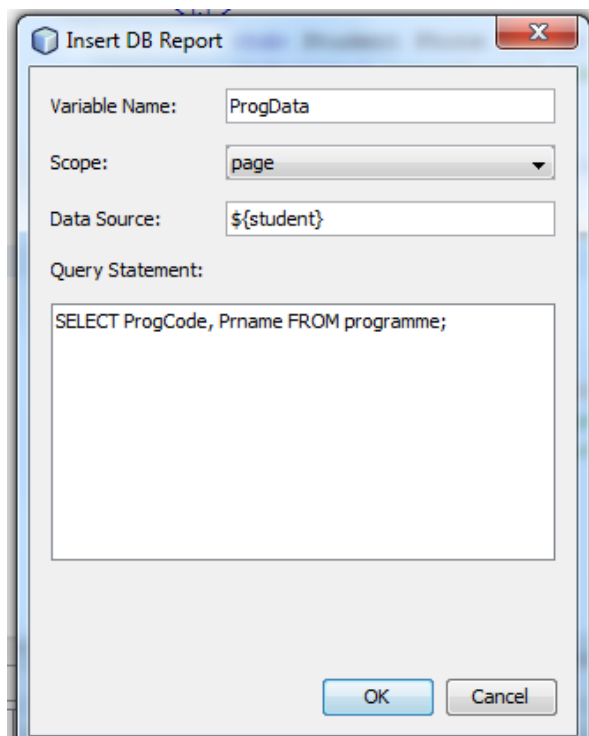 Insert DB Report
Variable Name: ProgData
Scope: page
Data Source: ${student}
Query Statement:
SELECT ProgCode, Prname FROM programme;
OK Cancel